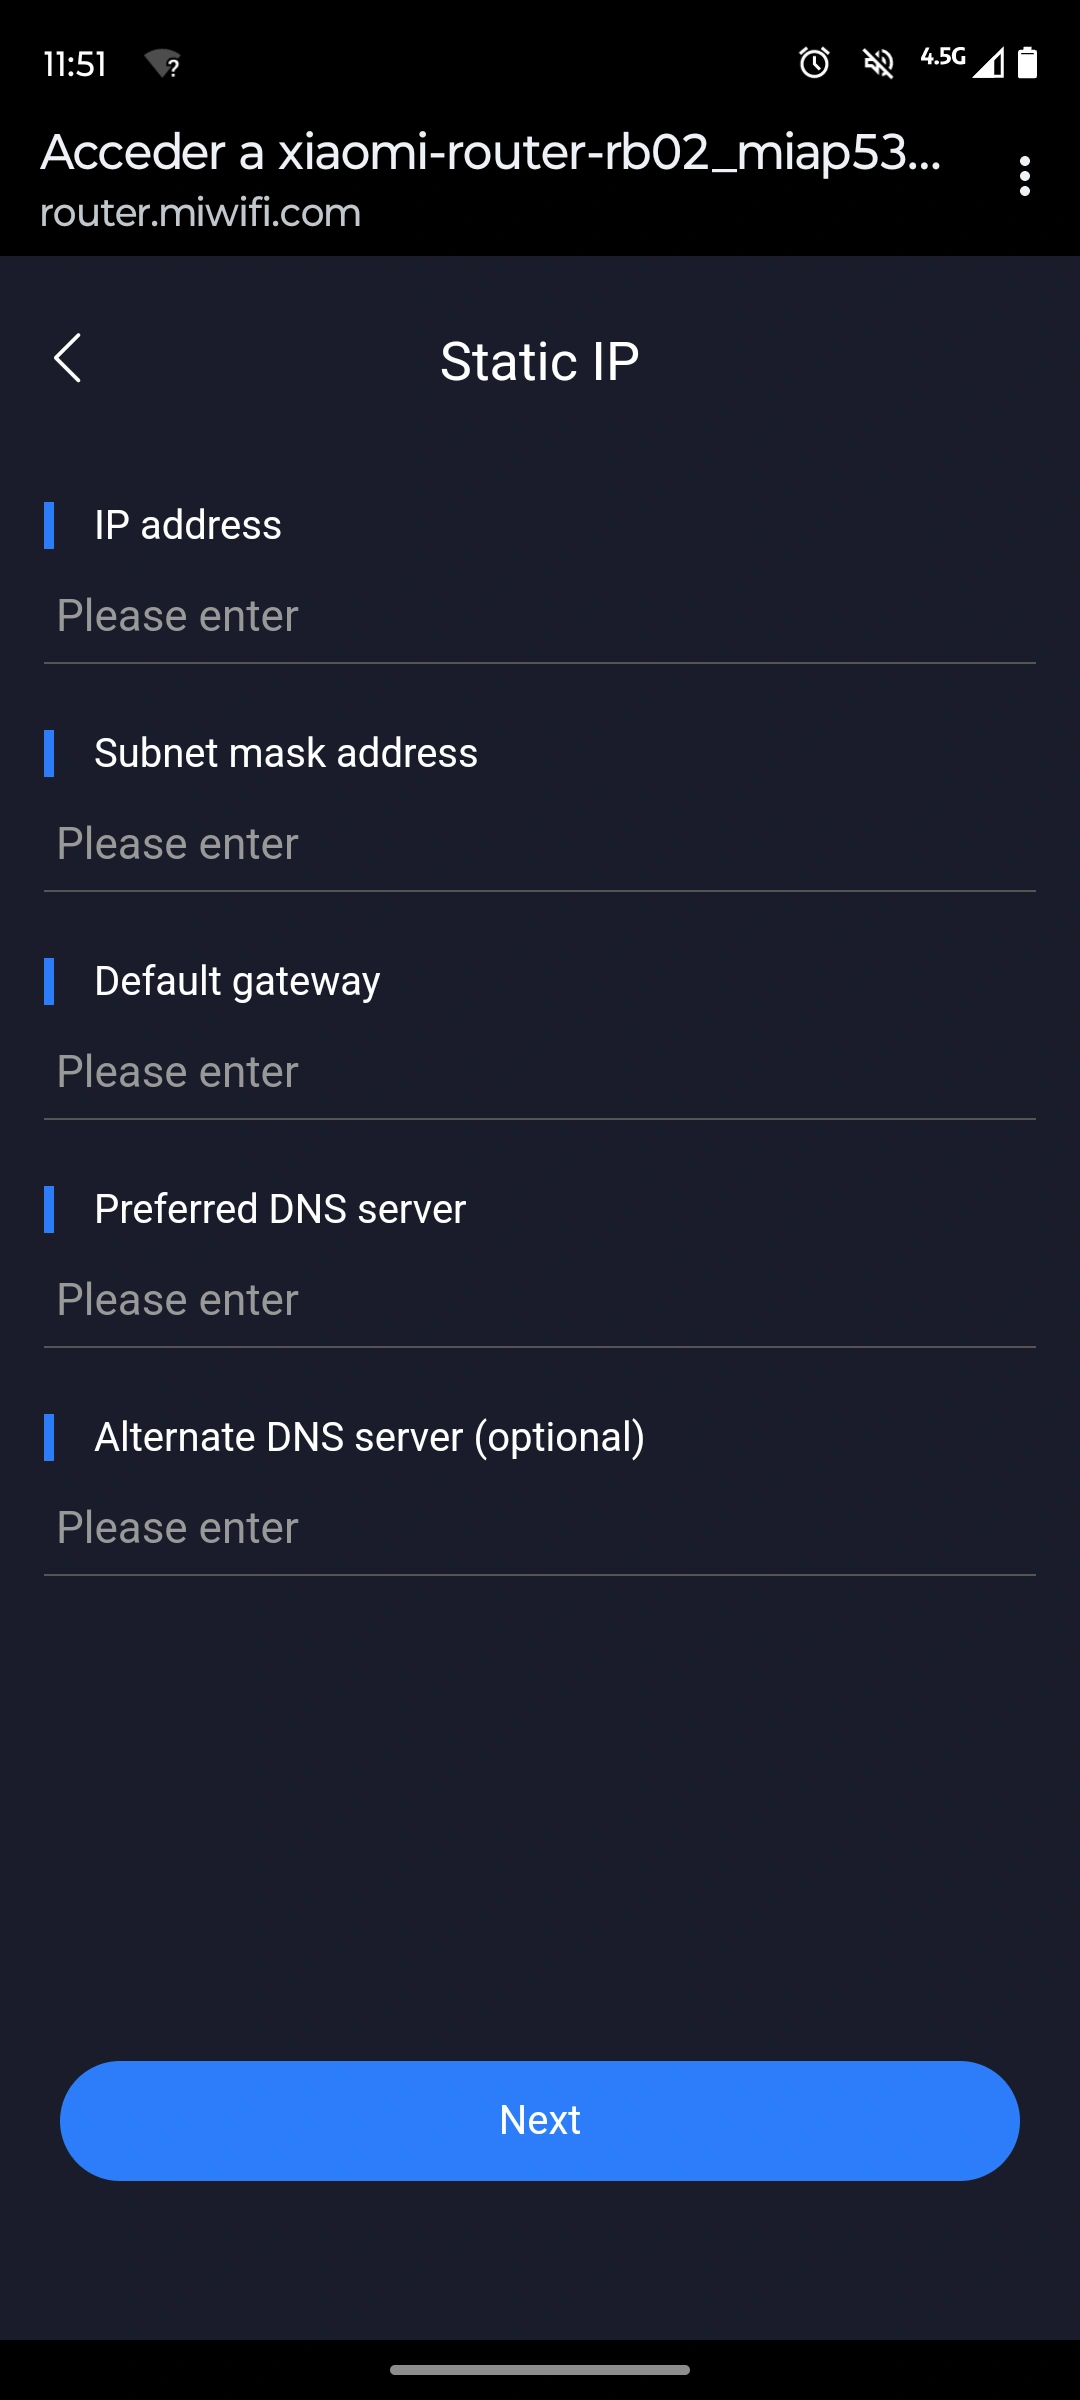 11:51
4.5G
Acceder a xiaomi-router-rb02_miap53...
router.miwifi.com
Static IP
IP address
Please enter
Subnet mask address
Please enter
Default gateway
Please enter
Preferred DNS server
Please enter
Alternate DNS server (optional)
Please enter
Next